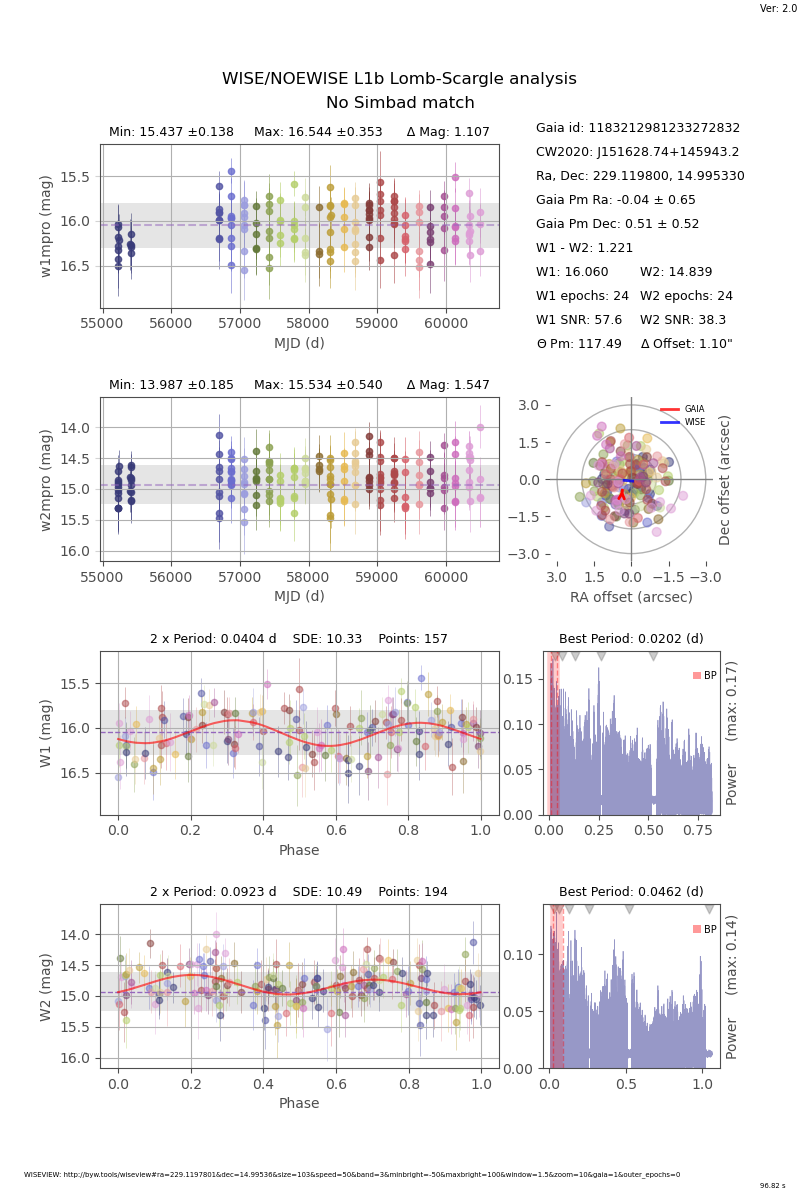 Ver: 2.0
WISE/NOEWISE L1b Lomb-Scargle analysis
No Simbad match
Min: 15.437 ±0.138 Max: 16.544 ±0.353 Δ Mag: 1.107
15.5
16.0
16.5
w1mpro (mag)
55000 56000 57000 58000 59000 60000
MJD (d)
Gaia id: 1183212981233272832
CW2020: J151628.74+145943.2
Ra, Dec: 229.119800, 14.995330
Gaia Pm Ra: -0.04 ± 0.65
Gaia Pm Dec: 0.51 ± 0.52
W1 - W2: 1.221
W1: 16.060 W2: 14.839
W1 epochs: 24 W2 epochs: 24
W1 SNR: 57.6 W2 SNR: 38.3
Θ Pm: 117.49 Δ Offset: 1.10"
Min: 13.987 ±0.185 Max: 15.534 ±0.540 Δ Mag: 1.547
14.0
14.5
15.0
15.5
16.0
w2mpro (mag)
55000 56000 57000 58000 59000 60000
MJD (d)
GAIA
WISE
3.0
1.5
0.0
−1.5
−3.0
3.0 1.5 0.0 −1.5 −3.0
RA offset (arcsec)
Dec offset (arcsec)
2 x Period: 0.0404 d SDE: 10.33 Points: 157
15.5
16.0
16.5
W1 (mag)
0.0 0.2 0.4 0.6 0.8 1.0
Phase
Best Period: 0.0202 (d)
BP
0.15
0.10
0.05
0.00
0.00 0.25 0.50 0.75
Power (max: 0.17)
2 x Period: 0.0923 d SDE: 10.49 Points: 194
14.0
14.5
15.0
15.5
16.0
W2 (mag)
0.0 0.2 0.4 0.6 0.8 1.0
Phase
Best Period: 0.0462 (d)
BP
0.10
0.05
0.00
0.0 0.5 1.0
Power (max: 0.14)
WISEVIEW: http://byw.tools/wiseview#ra=229.1197801&dec=14.99536&size=103&speed=50&band=3&minbright=-50&maxbright=100&window=1.5&zoom=10&gaia=1&outer_epochs=0
96.82 s